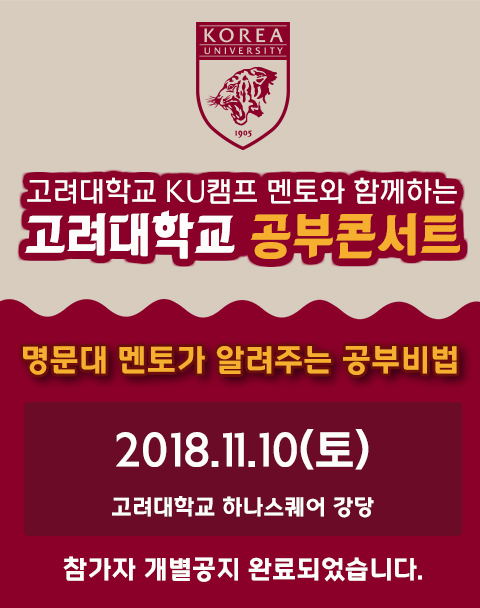 KOREA
UNIVERSITY
1905
고려대학교 KU캠프 멘토와 함께하는
고려대학교 공부콘서트
명문대 멘토가 알려주는 공부비법
2018.11.10(토)
고려대학교 하나스퀘어 강당
참가자 개별공지 완료되었습니다.